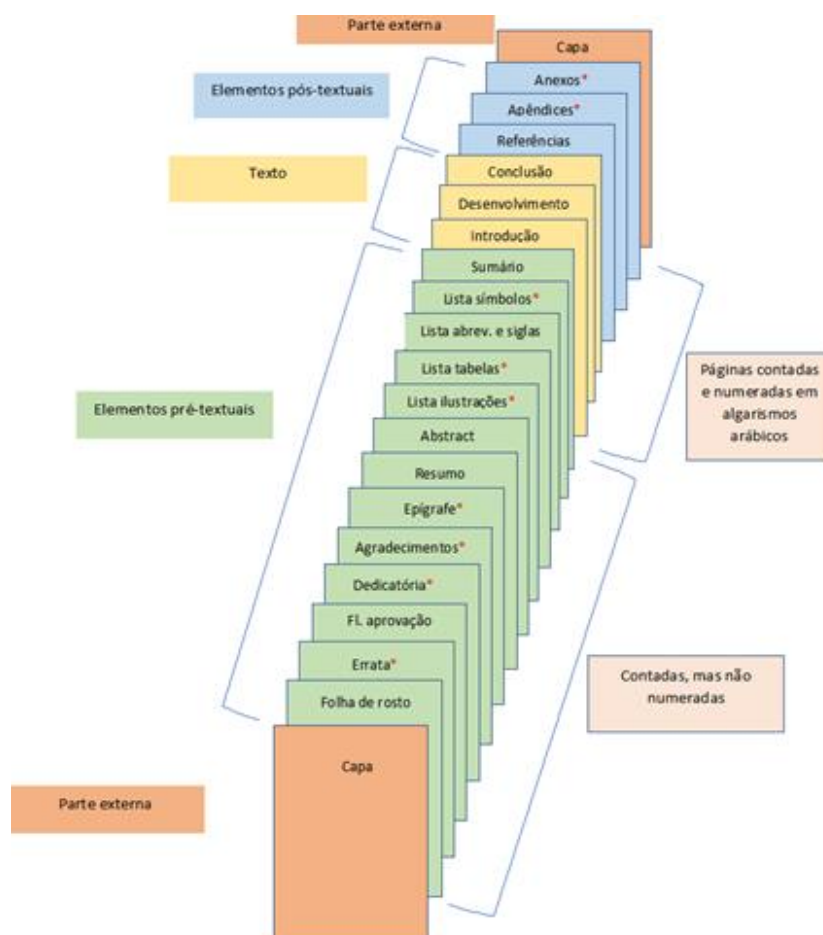 Parte externa
Capa
Anexos*
Elementos pós-textuais
Apêndices*
Referências
Texto
Conclusão
Desenvolvimento
Introdução
Sumário
Lista símbolos*
Lista abrev. e siglas
Lista tabelas*
Páginas contadas
e numeradas em
algarismos
arábicos
Lista ilustrações*
Elementos pré-textuais
Abstract
Resumo
Epígrafe*
Agradecimentos*
Dedicatória*
Fl. aprovação
Errata*
Contadas, mas não
numeradas
Folha de rosto
Capa
Parte externa